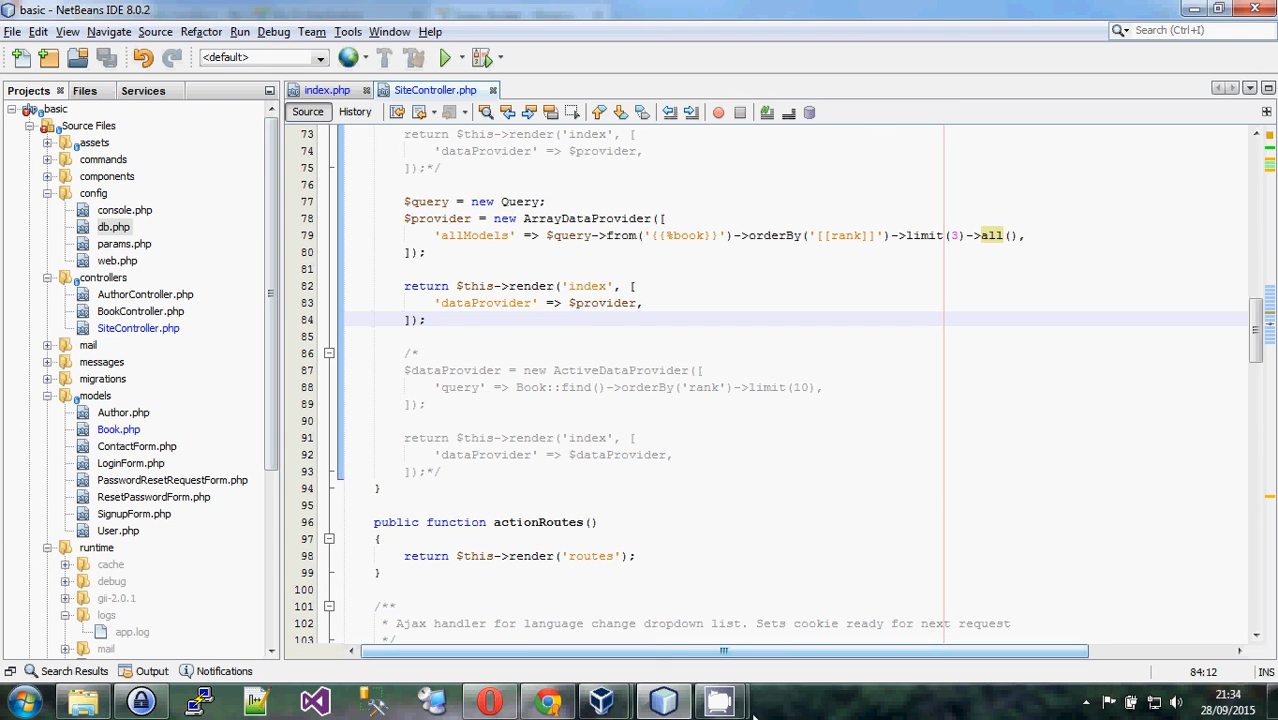 basic - NetBeans IDE 8.0.2
File Edit View Navigate Source Refactor Run Debug Team Tools Window Help
Search (Ctrl+I)
<default>
Projects Files Services
index.php SiteController.php
Source History
basic
Source Files
assets
commands
components
config
console.php
db.php
params.php
web.php
controllers
AuthorController.php
BookController.php
SiteController.php
mail
messages
migrations
models
Author.php
Book.php
ContactForm.php
LoginForm.php
PasswordResetRequestForm.php
ResetPasswordForm.php
SignupForm.php
User.php
runtime
cache
debug
gii-2.0.1
logs
app.log
mail
73 return $this->render('index', [
74 'dataProvider' => $provider,
75 ]);*/
76
77 $query = new Query;
78 $provider = new ArrayDataProvider([
79 'allModels' => $query->from('{{%book}}')->orderBy('[[rank]]')->limit(3)->all(),
80 ]);
81
82 return $this->render('index', [
83 'dataProvider' => $provider,
84 ]);
85
86 /*
87 $dataProvider = new ActiveDataProvider([
88 'query' => Book::find()->orderBy('rank')->limit(10),
89 ]);
90
91 return $this->render('index', [
92 'dataProvider' => $dataProvider,
93 ]);*/
94 }
95
96 public function actionRoutes()
97 {
98 return $this->render('routes');
99 }
100
101 /**
102 * Ajax handler for language change dropdown list. Sets cookie ready for next request
103 */
Search Results Output Notifications
84:12
21:34
28/09/2015